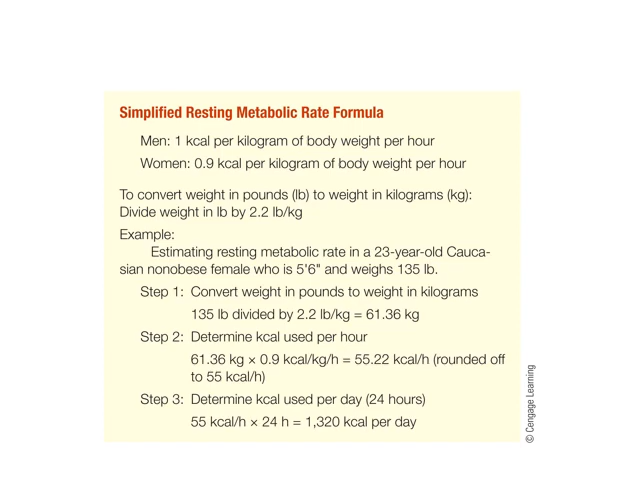 Simplified Resting Metabolic Rate Formula
Men: 1 kcal per kilogram of body weight per hour
Women: 0.9 kcal per kilogram of body weight per hour
To convert weight in pounds (lb) to weight in kilograms (kg):
Divide weight in lb by 2.2 lb/kg
Example:
Estimating resting metabolic rate in a 23-year-old Cauca-
sian nonobese female who is 5'6" and weighs 135 lb.
Step 1: Convert weight in pounds to weight in kilograms
135 lb divided by 2.2 lb/kg = 61.36 kg
Step 2: Determine kcal used per hour
61.36 kg × 0.9 kcal/kg/h = 55.22 kcal/h (rounded off
to 55 kcal/h)
Step 3: Determine kcal used per day (24 hours)
55 kcal/h × 24 h = 1,320 kcal per day
© Cengage Learning